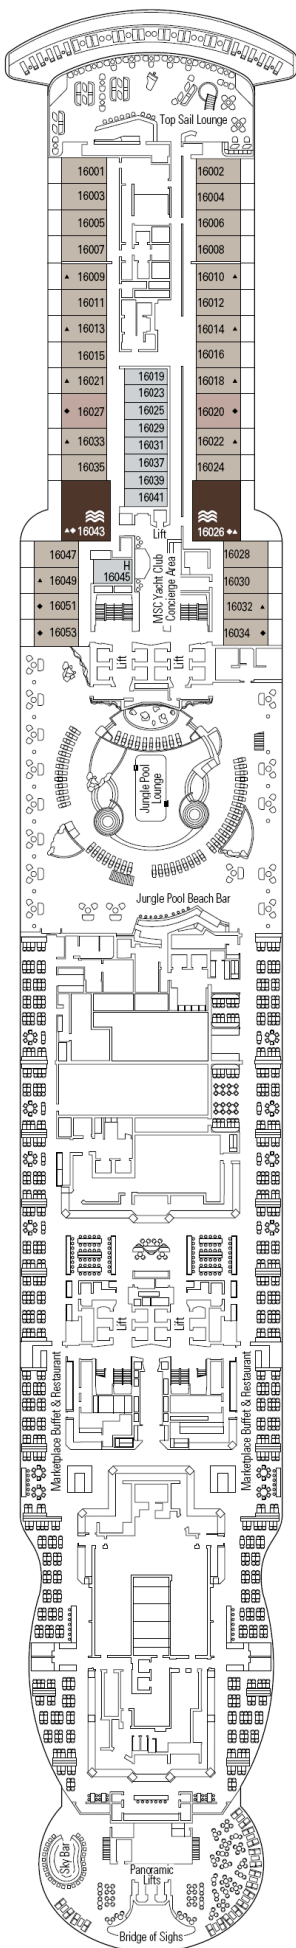 Top Sail Lounge
16001 16002
16003 16004
16005 16006
16007 16008
16009 16010
16011 16012
16013 16014
16015 16016
16021 16019 16018
16023
16027 16025 16020
16029
16033 16031 16022
16035 16037 16024
16039
16041
16043 Lift 16026
16047 16028
H
16049 16045 16030
MSC Yacht Club
Concierge Area
16051 16032
16053 16034
Lift Lift
Jungle Pool
Lounge
Jungle Pool Beach Bar
Lift Lift
Marketplace Buffet & Restaurant
Marketplace Buffet & Restaurant
Sky Bar
Panoramic
Lifts
Bridge of Sighs